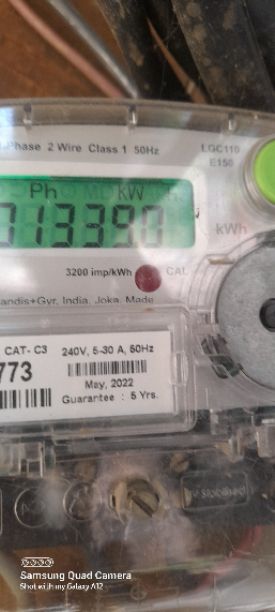 -Phase 2 Wire Class 1 50Hz
LGC110
E150
Ph kW
013390
kWh
3200 imp/kWh
CAL
andis+Gyr, India, Joka, Made
CAT- C3
773
240V, 5-30 A, 50Hz
May, 2022
Guarantee : 5 Yrs.
Samsung Quad Camera
Shot with my Galaxy A12